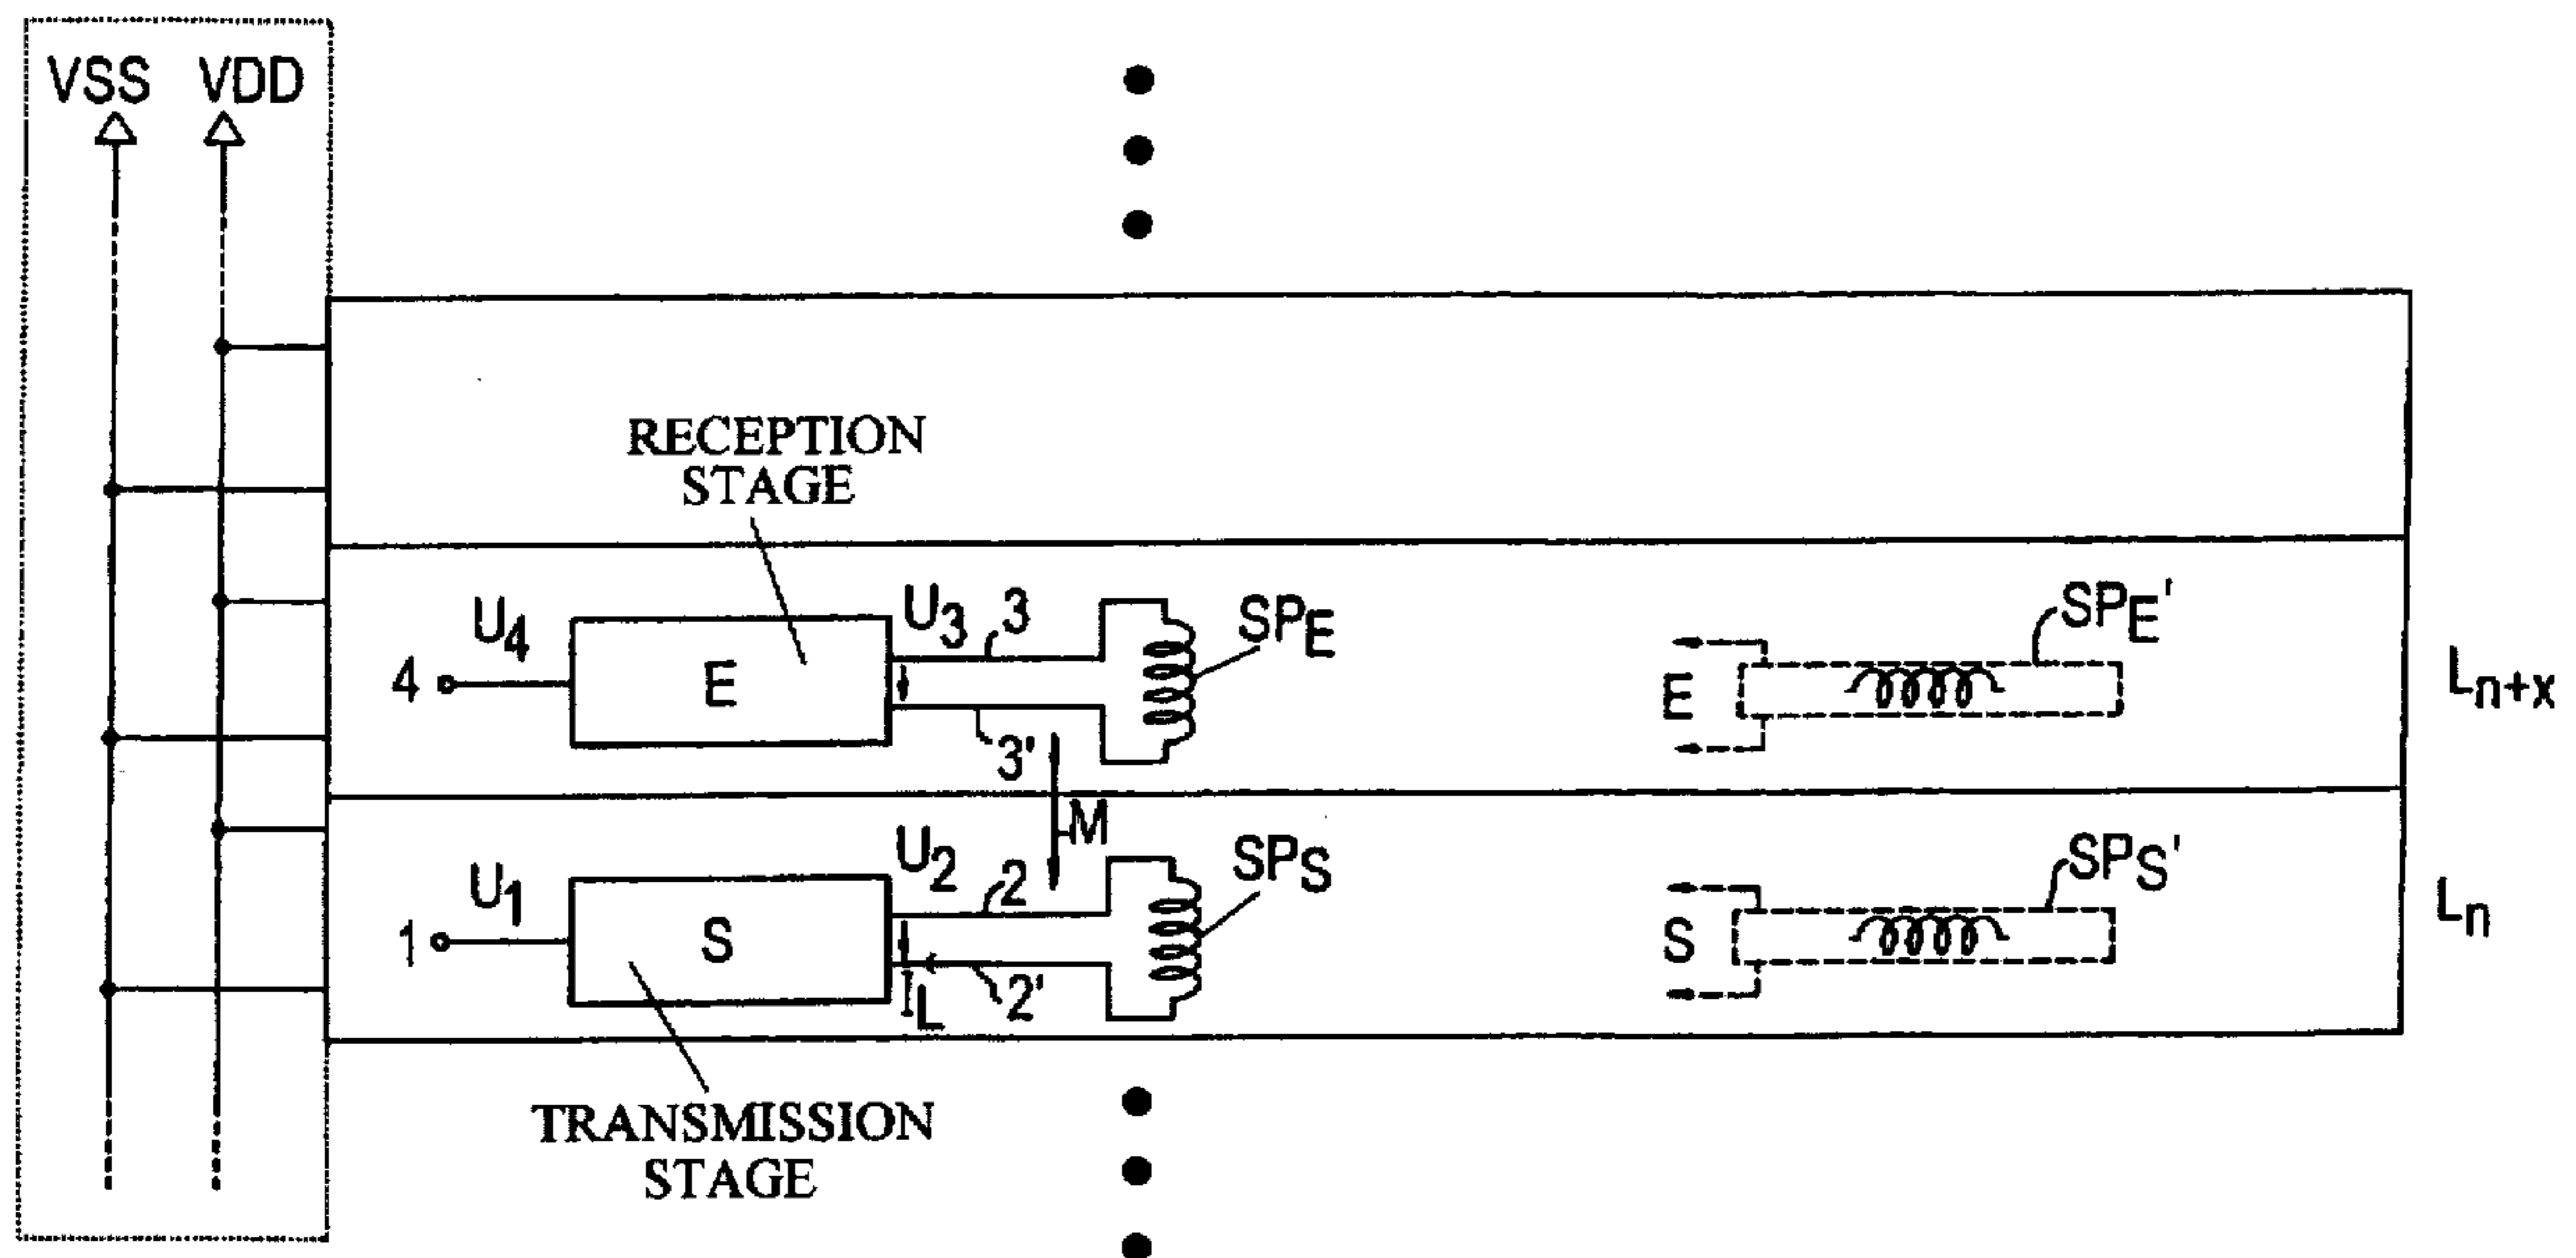 VSS VDD
RECEPTION
STAGE
U4
4
E
U3
3
3'
SPE
E
SPE'
Ln+x
M
U1
1
S
U2
2
IL
2'
SPS
S
SPS'
Ln
TRANSMISSION
STAGE